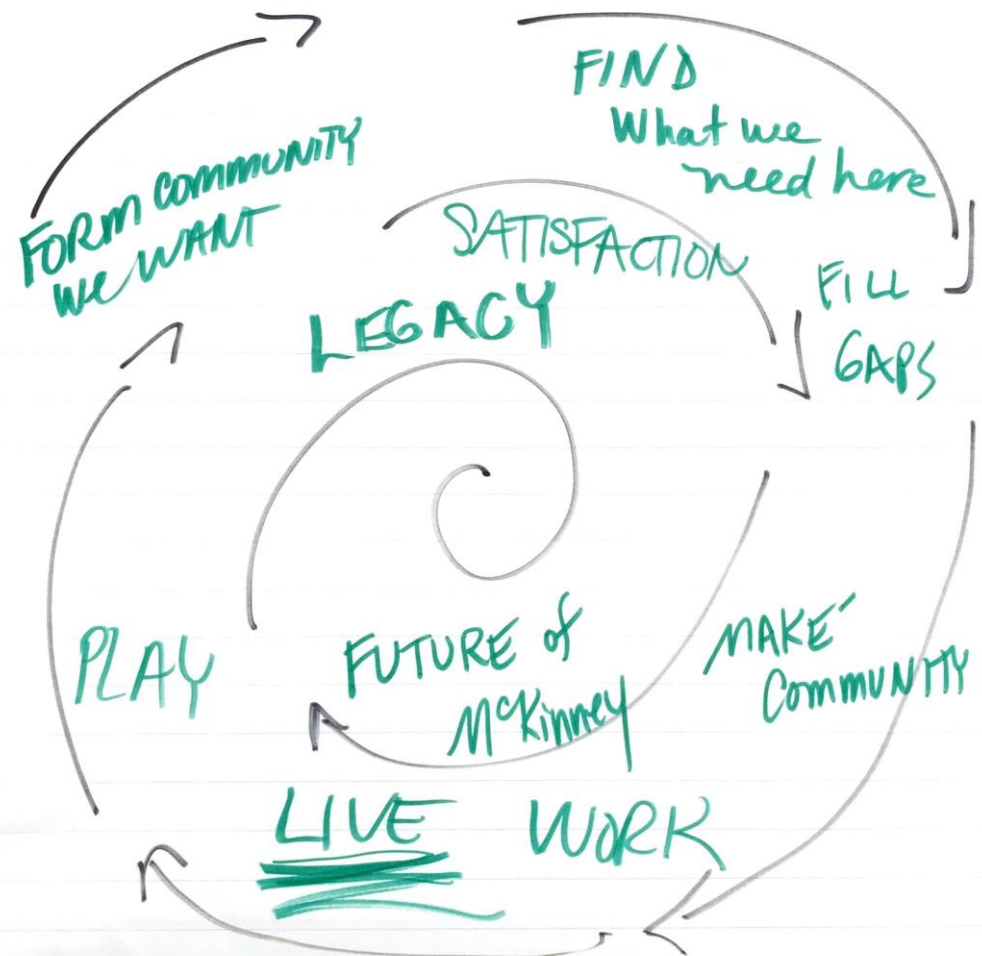 FIND
What we
need here
FORM COMMUNITY
WE WANT
SATISFACTION
FILL
GAPS
LEGACY
MAKE
COMMUNITY
PLAY
FUTURE of
McKinney
LIVE WORK